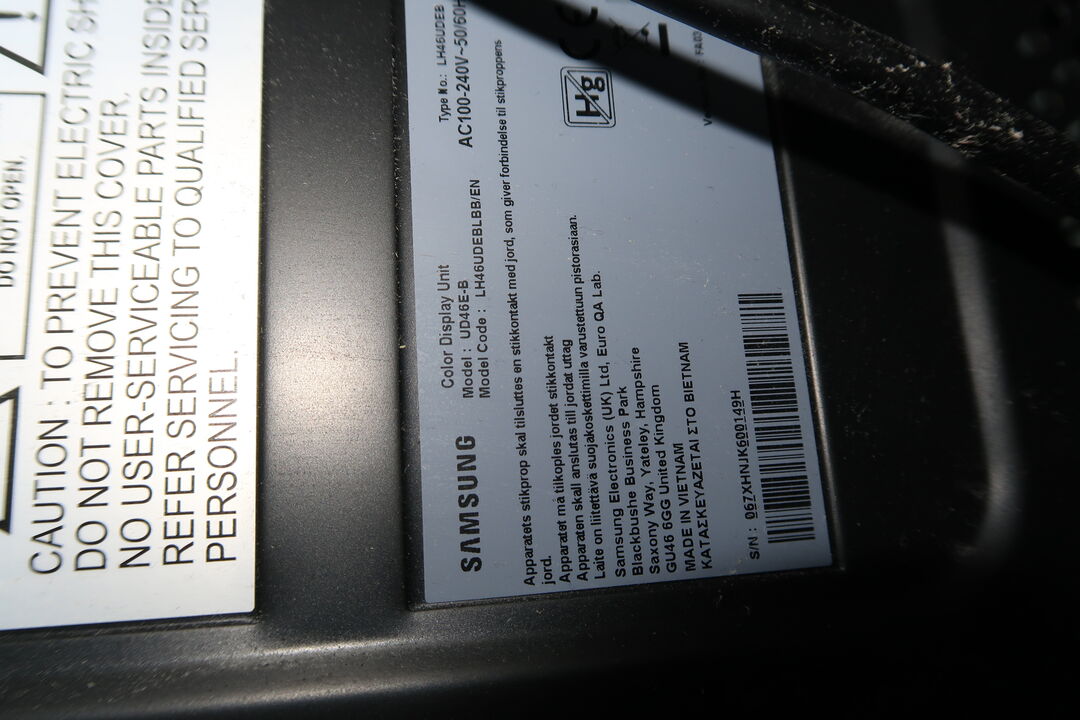 DO NOT OPEN.
CAUTION : TO PREVENT ELECTRIC SH
DO NOT REMOVE THIS COVER,
NO USER-SERVICEABLE PARTS INSIDE
REFER SERVICING TO QUALIFIED SER
PERSONNEL.
SAMSUNG
Color Display Unit
Model : UD46E-B
Model Code : LH46UDEBLBB/EN
Type No.: LH46UDEB
AC100-240V~50/60H
Apparatets stikprop skal tilsluttes en stikkontakt med jord, som giver forbindelse til stikproppens
jord.
Apparatet må tilkoples jordet stikkontakt
Apparaten skall anslutas till jordat uttag
Laite on liitettävä suojakoskettimilla varustettuun pistorasiaan.
Samsung Electronics (UK) Ltd, Euro QA Lab.
Blackbushe Business Park
Saxony Way, Yateley, Hampshire
GU46 6GG United Kingdom
MADE IN VIETNAM
ΚΑΤΑΣΚΕΥΑΖΕΤΑΙ ΣΤΟ ΒΙΕΤΝΑΜ
CE
Hg
FA02
S/N : 067XHNJK600149H